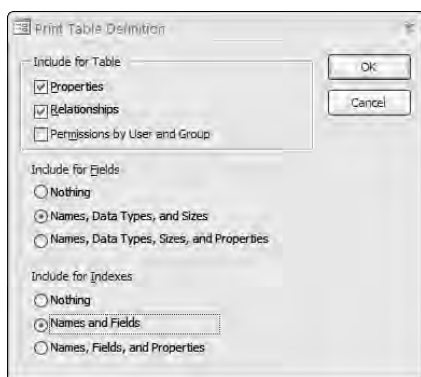 Print Table Definition
Include for Table
OK
Properties
Relationships
Cancel
Permissions by User and Group
Include for Fields
Nothing
Names, Data Types, and Sizes
Names, Data Types, Sizes, and Properties
Include for Indexes
Nothing
Names and Fields
Names, Fields, and Properties